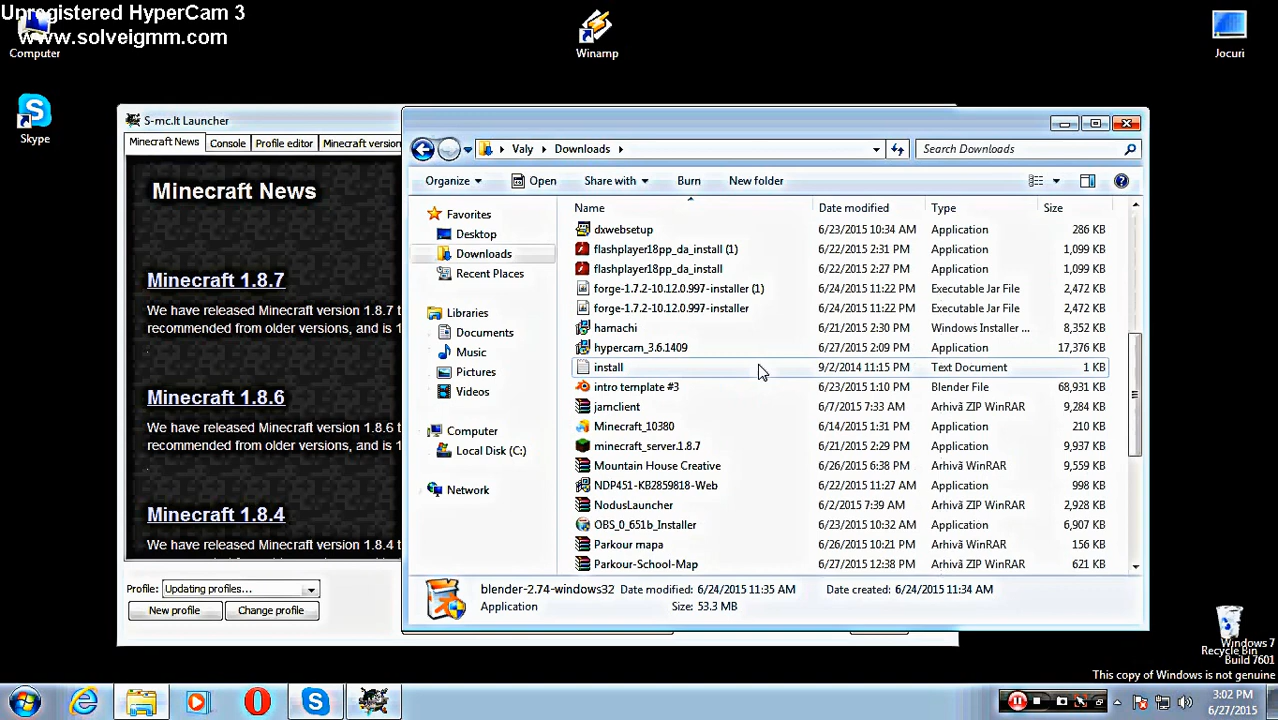 Unregistered HyperCam 3
www.solveigmm.com
Computer
Winamp
Jocuri
Skype
S-mc.lt Launcher
Minecraft News
Console
Profile editor
Minecraft version
Minecraft News
Minecraft 1.8.7
We have released Minecraft version 1.8.7 t
recommended from older versions, and is 1
Minecraft 1.8.6
We have released Minecraft version 1.8.6 t
recommended from older versions, and is 1
Minecraft 1.8.4
We have released Minecraft version 1.8.4 t
Profile: Updating profiles...
New profile
Change profile
Valy
Downloads
Search Downloads
Organize
Open
Share with
Burn
New folder
Favorites
Desktop
Downloads
Recent Places
Libraries
Documents
Music
Pictures
Videos
Computer
Local Disk (C:)
Network
Name Date modified Type Size
dxwebsetup 6/23/2015 10:34 AM Application 286 KB
flashplayer18pp_da_install (1) 6/22/2015 2:31 PM Application 1,099 KB
flashplayer18pp_da_install 6/22/2015 2:27 PM Application 1,099 KB
forge-1.7.2-10.12.0.997-installer (1) 6/24/2015 11:22 PM Executable Jar File 2,472 KB
forge-1.7.2-10.12.0.997-installer 6/24/2015 11:22 PM Executable Jar File 2,472 KB
hamachi 6/21/2015 2:30 PM Windows Installer ... 8,352 KB
hypercam_3.6.1409 6/27/2015 2:09 PM Application 17,376 KB
install 9/2/2014 11:15 PM Text Document 1 KB
intro template #3 6/23/2015 1:10 PM Blender File 68,931 KB
jamclient 6/7/2015 7:33 AM Arhivă ZIP WinRAR 9,284 KB
Minecraft_10380 6/14/2015 1:31 PM Application 210 KB
minecraft_server.1.8.7 6/21/2015 2:29 PM Application 9,937 KB
Mountain House Creative 6/26/2015 6:38 PM Arhivă WinRAR 9,559 KB
NDP451-KB2859818-Web 6/22/2015 11:27 AM Application 998 KB
NodusLauncher 6/2/2015 7:39 AM Arhivă ZIP WinRAR 2,928 KB
OBS_0_651b_Installer 6/23/2015 10:32 AM Application 6,907 KB
Parkour mapa 6/26/2015 10:21 PM Arhivă WinRAR 156 KB
Parkour-School-Map 6/27/2015 12:38 PM Arhivă ZIP WinRAR 621 KB
blender-2.74-windows32 Date modified: 6/24/2015 11:35 AM Date created: 6/24/2015 11:34 AM
Application Size: 53.3 MB
Recycle Bin
Windows 7
Build 7601
This copy of Windows is not genuine
3:02 PM
6/27/2015